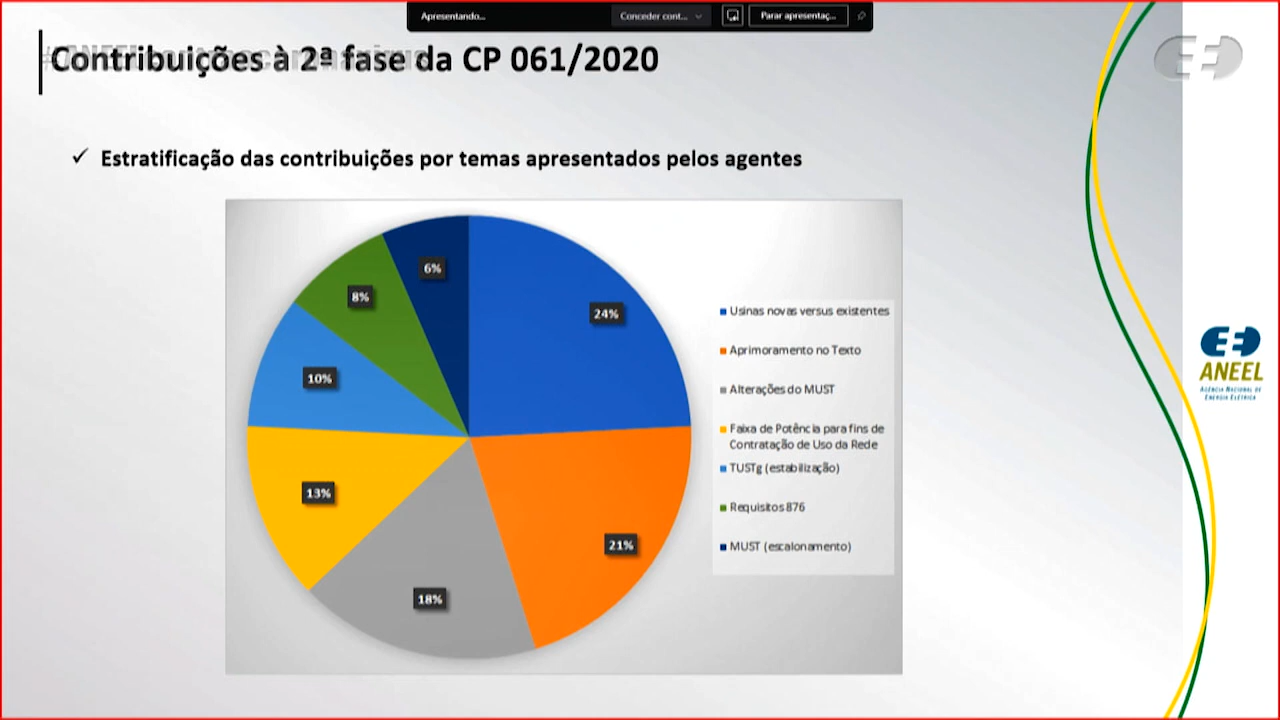 Apresentando...
Conceder cont...
Parar apresentaç...
Contribuições à 2ª fase da CP 061/2020
Estratificação das contribuições por temas apresentados pelos agentes
6%
24%
8%
10%
13%
21%
18%
Usinas novas versus existentes
Aprimoramento no Texto
Alterações do MUST
Faixa de Potência para fins de
Contratação de Uso da Rede
TUSTg (estabilização)
Requisitos 876
MUST (escalonamento)
ANEEL
Agência Nacional de
Energia Elétrica